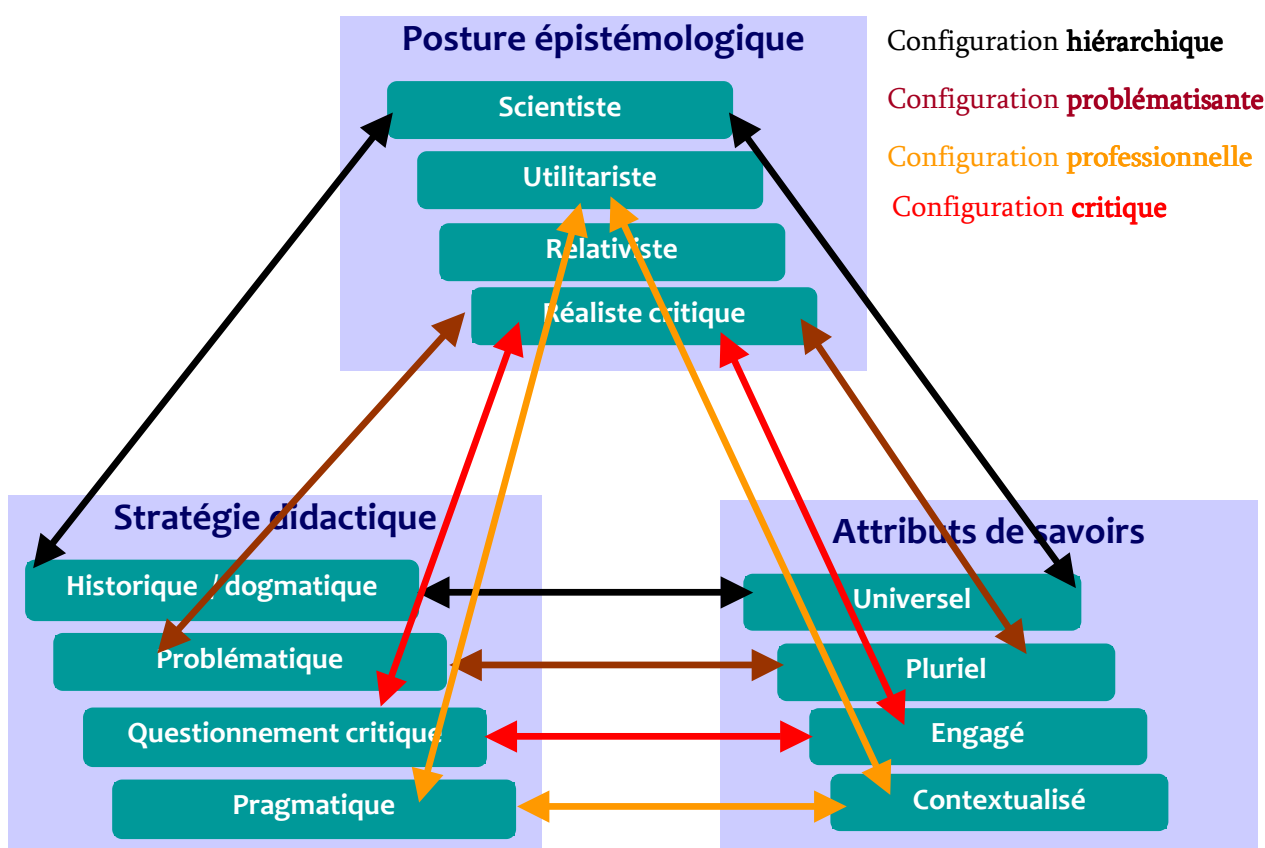 Posture épistémologique
Scientiste
Utilitariste
Relativiste
Réaliste critique
Configuration hiérarchique
Configuration problématisante
Configuration professionnelle
Configuration critique
Stratégie didactique
Historique / dogmatique
Problématique
Questionnement critique
Pragmatique
Attributs de savoirs
Universel
Pluriel
Engagé
Contextualisé